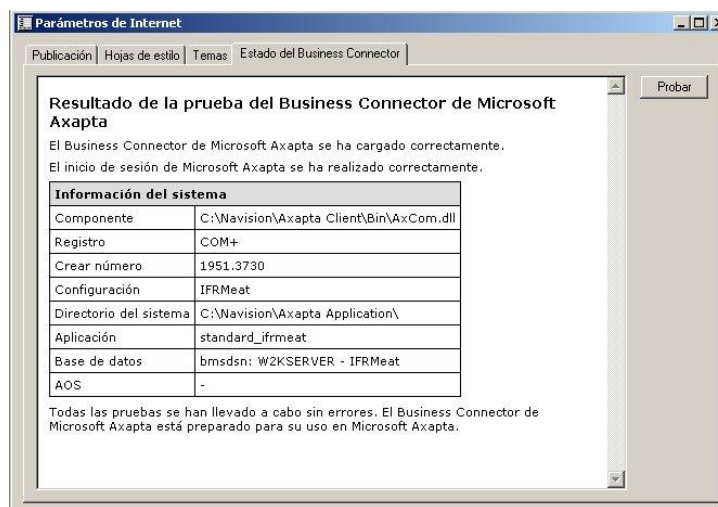 Parámetros de Internet
Publicación
Hojas de estilo
Temas
Estado del Business Connector
Probar
Resultado de la prueba del Business Connector de Microsoft
Axapta
El Business Connector de Microsoft Axapta se ha cargado correctamente.
El inicio de sesión de Microsoft Axapta se ha realizado correctamente.
Información del sistema
Componente C:\Navision\Axapta Client\Bin\AxCom.dll
Registro COM+
Crear número 1951.3730
Configuración IFRMeat
Directorio del sistema C:\Navision\Axapta Application\
Aplicación standard_ifrmeat
Base de datos bmsdsn: W2KSERVER - IFRMeat
AOS -
Todas las pruebas se han llevado a cabo sin errores. El Business Connector de
Microsoft Axapta está preparado para su uso en Microsoft Axapta.